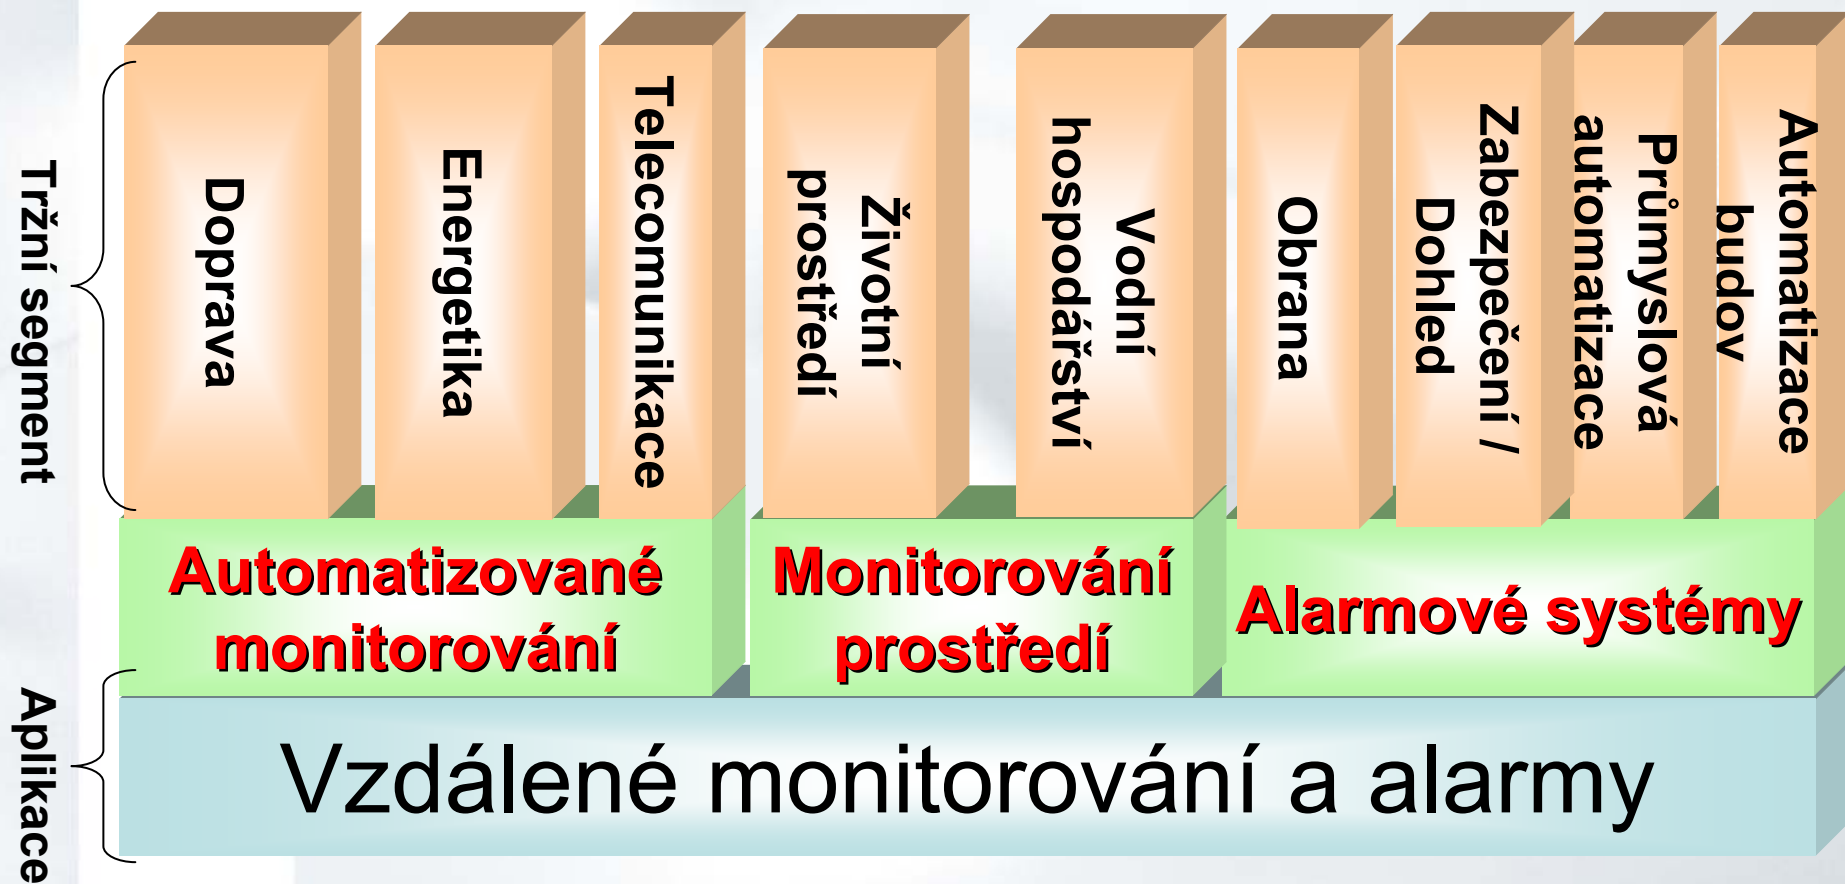 Tržní segment
Doprava
Energetika
Telecomunikace
Životní
prostředí
Vodní
hospodářství
Obrana
Zabezpečení /
Dohled
Průmyslová
automatizace
Automatizace
budov
Automatizované
monitorování
Monitorování
prostředí
Alarmové systémy
Aplikace
Vzdálené monitorování a alarmy